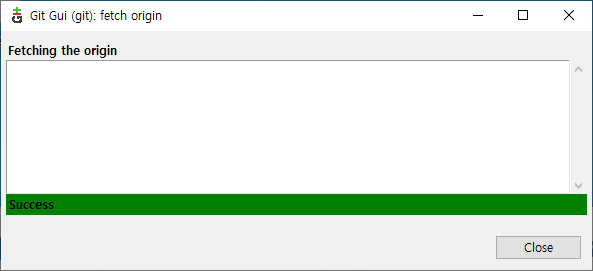 Git Gui (git): fetch origin
Fetching the origin
Success
Close